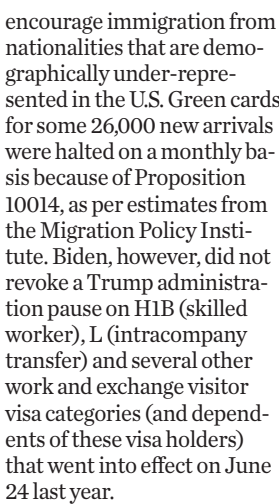 encourage immigration from
nationalities that are demo-
graphically under-repre-
sented in the U.S. Green cards
for some 26,000 new arrivals
were halted on a monthly ba-
sis because of Proposition
10014, as per estimates from
the Migration Policy Insti-
tute. Biden, however, did not
revoke a Trump administra-
tion pause on H1B (skilled
worker), L (intracompany
transfer) and several other
work and exchange visitor
visa categories (and depend-
ents of these visa holders)
that went into effect on June
24 last year.